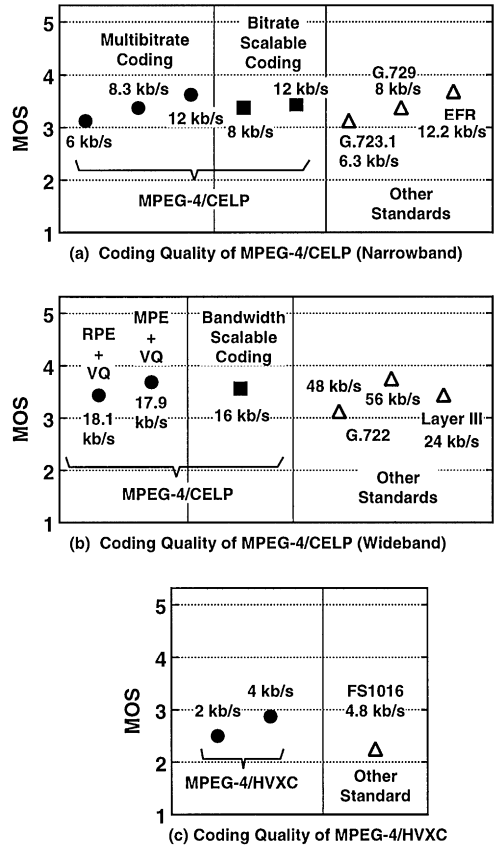 5
4
3
2
1
MOS
Multibitrate
Coding
Bitrate
Scalable
Coding
8.3 kb/s
12 kb/s
G.729
8 kb/s
6 kb/s
12 kb/s
8 kb/s
EFR
12.2 kb/s
G.723.1
6.3 kb/s
MPEG-4/CELP
Other
Standards
(a) Coding Quality of MPEG-4/CELP (Narrowband)
5
4
3
2
1
MOS
RPE
+
VQ
MPE
+
VQ
Bandwidth
Scalable
Coding
18.1
kb/s
17.9
kb/s
16 kb/s
48 kb/s
56 kb/s
G.722
Layer III
24 kb/s
MPEG-4/CELP
Other
Standards
(b) Coding Quality of MPEG-4/CELP (Wideband)
5
4
3
2
1
MOS
2 kb/s
4 kb/s
FS1016
4.8 kb/s
MPEG-4/HVXC
Other
Standard
(c) Coding Quality of MPEG-4/HVXC